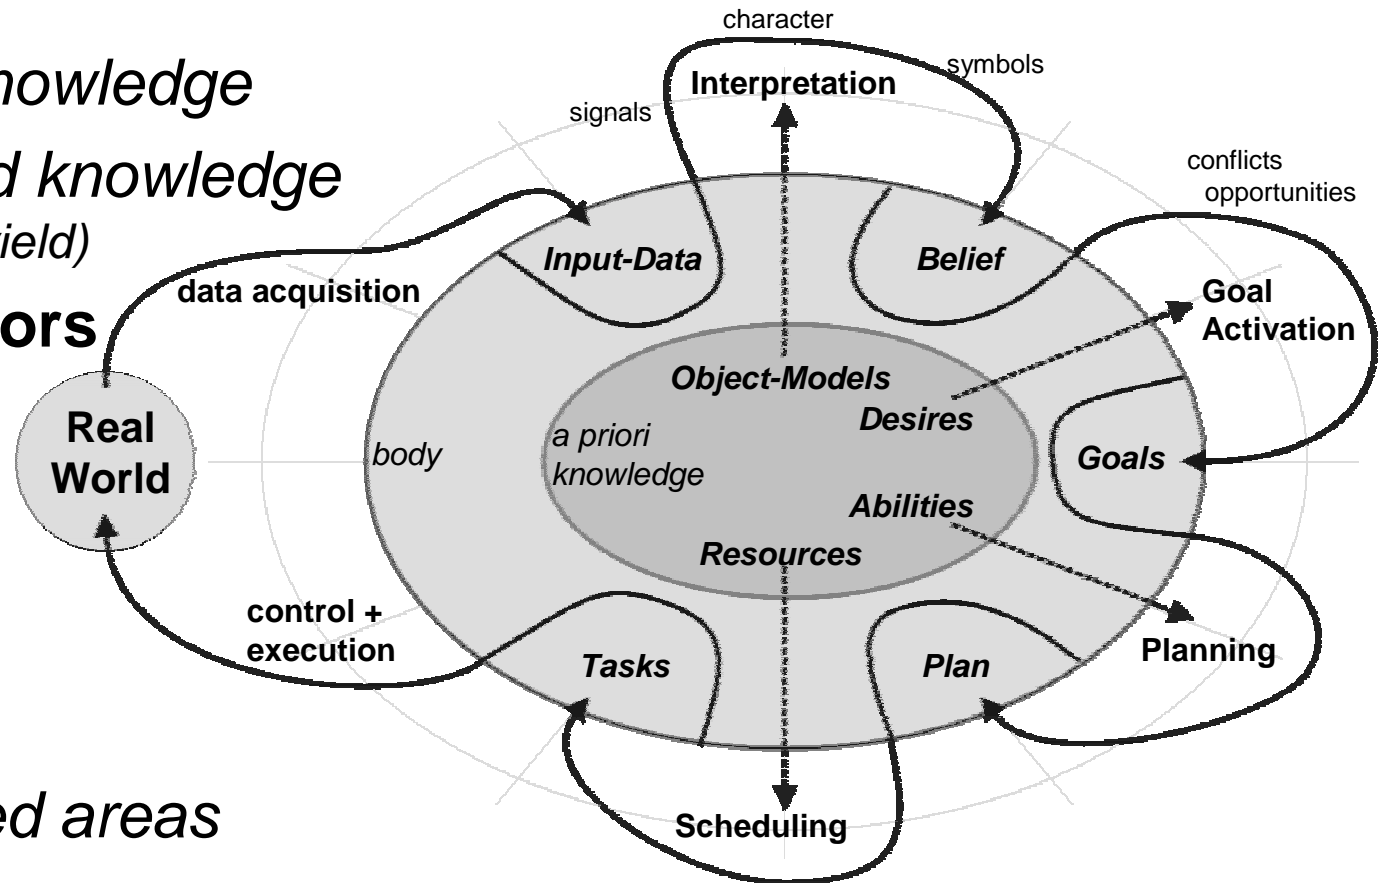 nowledge
d knowledge
ield)
ors
ed areas
character
symbols
Interpretation
signals
conflicts
opportunities
Input-Data
Belief
data acquisition
Goal
Activation
Object-Models
Desires
Real
World
body
a priori
knowledge
Goals
Abilities
Resources
control +
execution
Tasks
Plan
Planning
Scheduling